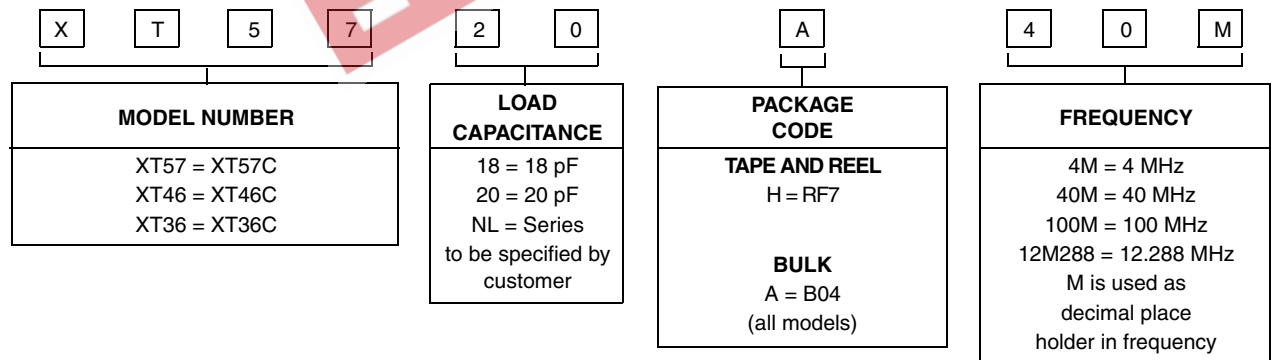 X T 5 7 2 0 A 4 0 M
MODEL NUMBER
XT57 = XT57C
XT46 = XT46C
XT36 = XT36C
LOAD
CAPACITANCE
18 = 18 pF
20 = 20 pF
NL = Series
to be specified by
customer
PACKAGE
CODE
TAPE AND REEL
H = RF7
BULK
A = B04
(all models)
FREQUENCY
4M = 4 MHz
40M = 40 MHz
100M = 100 MHz
12M288 = 12.288 MHz
M is used as
decimal place
holder in frequency